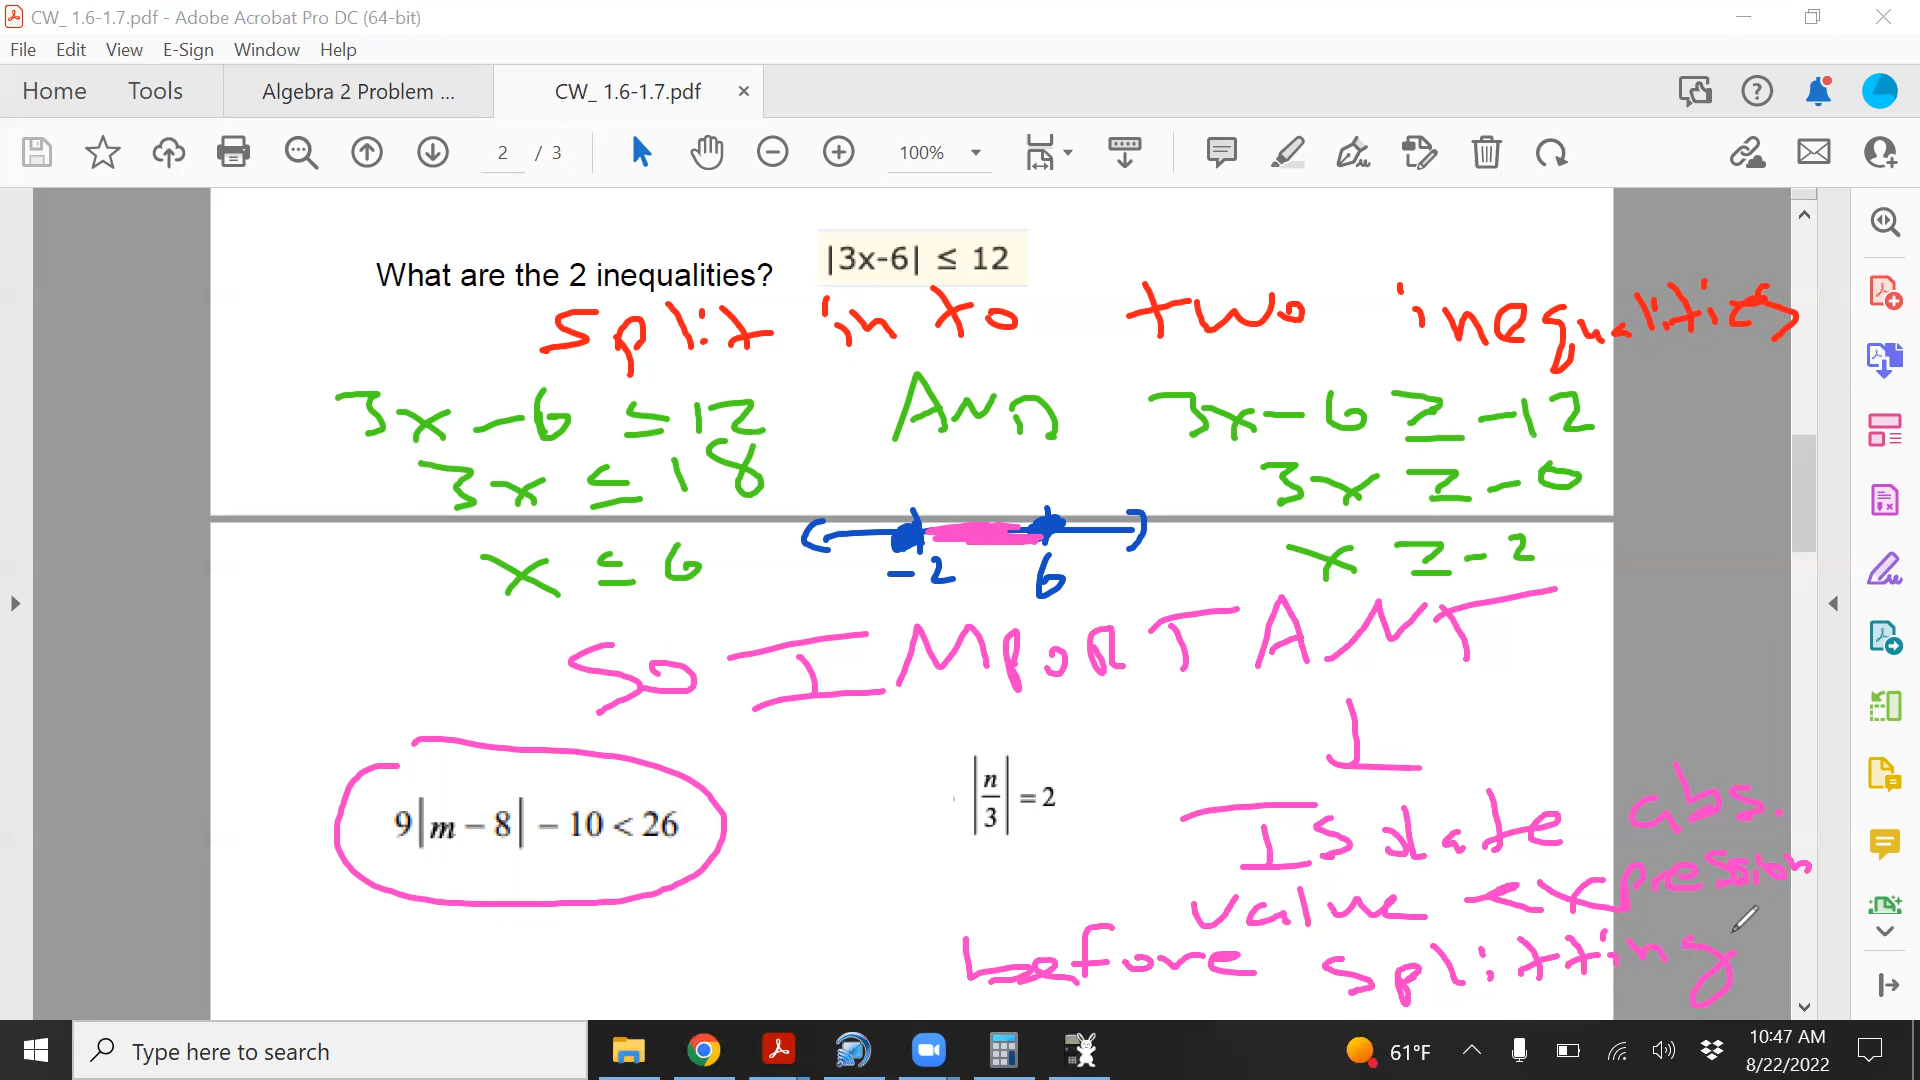 CW_ 1.6-1.7.pdf - Adobe Acrobat Pro DC (64-bit)
File Edit View E-Sign Window Help
Home Tools Algebra 2 Problem ... CW_ 1.6-1.7.pdf ×
2 / 3 100%
What are the 2 inequalities? |3x-6| ≤ 12
split into two inequalities
3x-6 ≤ 12 AND 3x-6 ≥ -12
3x ≤ 18 3x ≥ -0
x ≤ 6 -2 6 x ≥ -2
SO IMPORTANT
1
9|m - 8| - 10 < 26 |n/3| = 2
Isolate abs.
value expression
before splitting
Type here to search 61°F 10:47 AM
8/22/2022